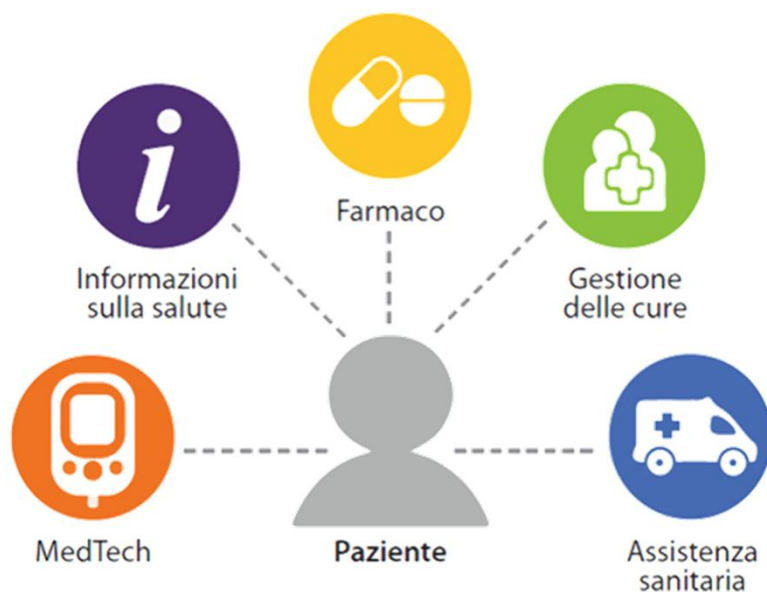 Farmaco
Informazioni
sulla salute
Gestione
delle cure
MedTech
Paziente
Assistenza
sanitaria